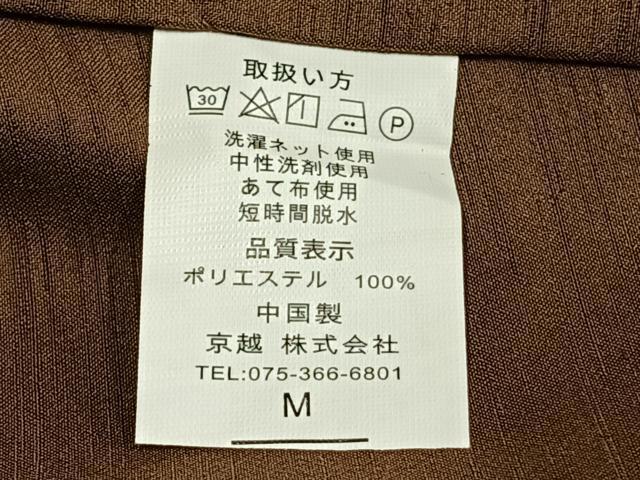 取扱い方
30 P
洗濯ネット使用
中性洗剤使用
あて布使用
短時間脱水
品質表示
ポリエステル 100%
中国製
京越 株式会社
TEL:075-366-6801
M